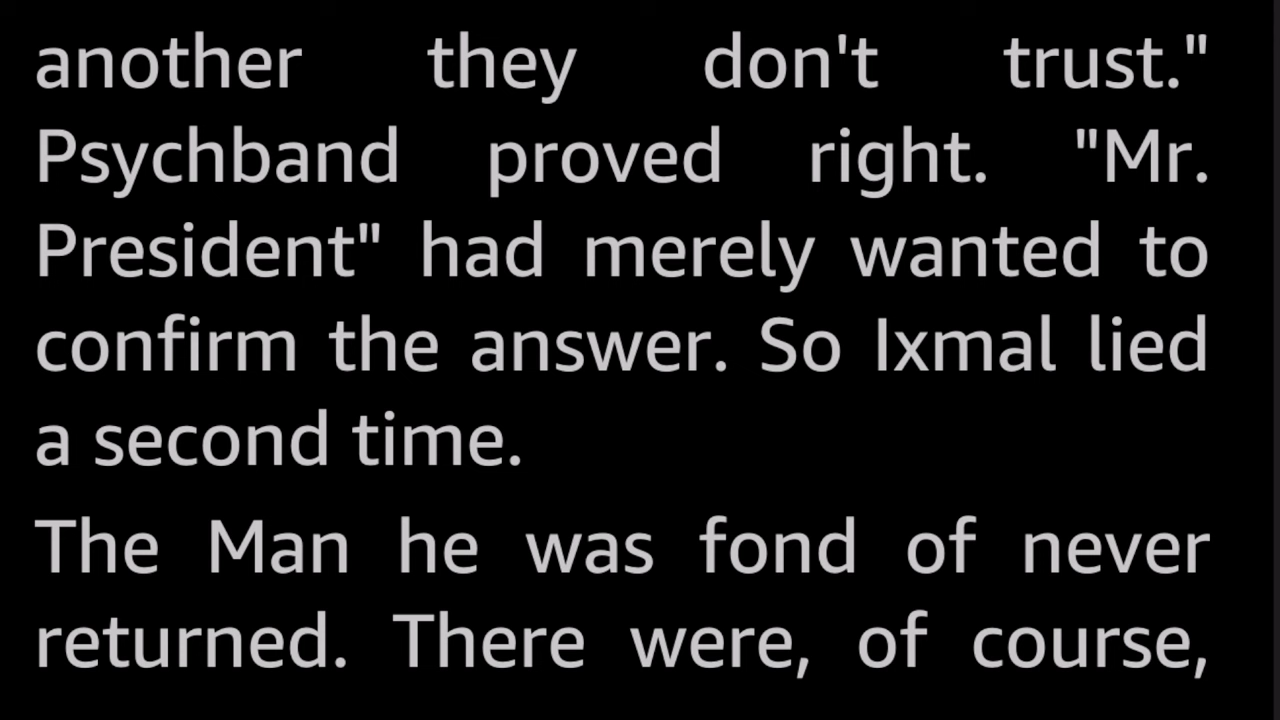 another they don't trust."
Psychband proved right. "Mr.
President" had merely wanted to
confirm the answer. So Ixmal lied
a second time.
The Man he was fond of never
returned. There were, of course,